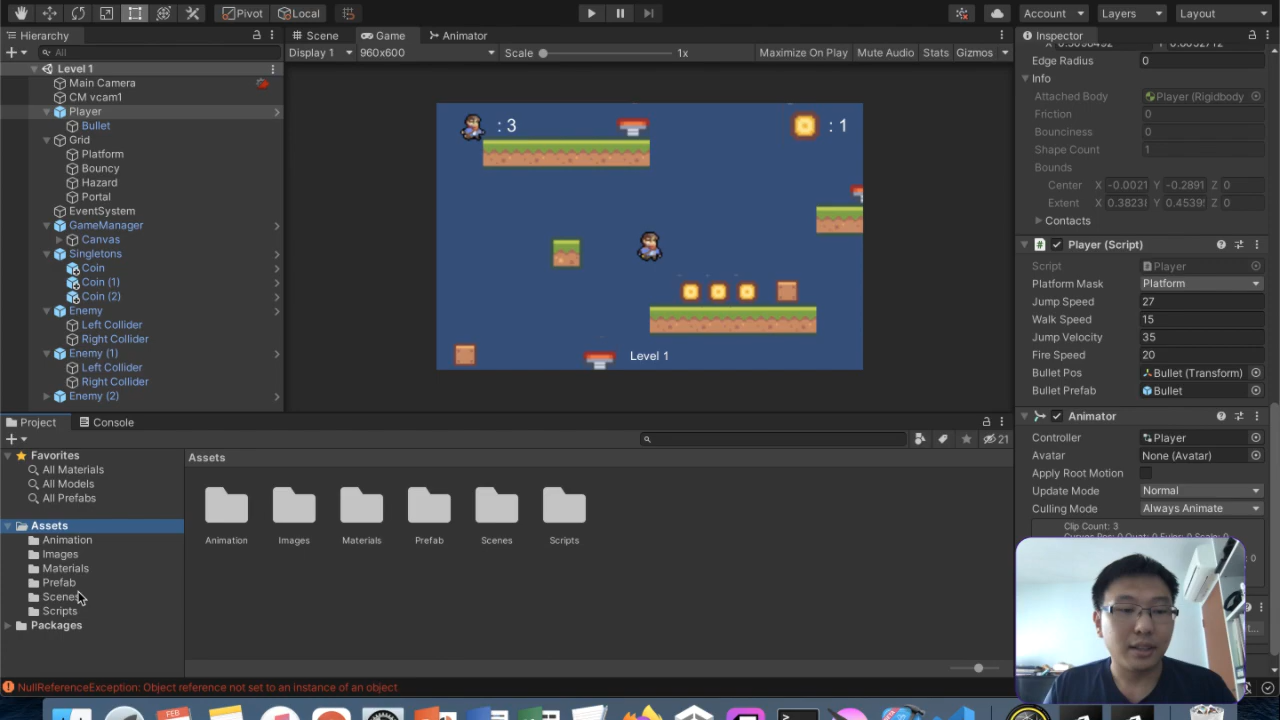 Pivot
Local
Account
Layers
Layout
Hierarchy
All
Level 1
Main Camera
CM vcam1
Player
Bullet
Grid
Platform
Bouncy
Hazard
Portal
EventSystem
GameManager
Canvas
Singletons
Coin
Coin (1)
Coin (2)
Enemy
Left Collider
Right Collider
Enemy (1)
Left Collider
Right Collider
Enemy (2)
Scene
Game
Animator
Display 1
960x600
Scale
1x
Maximize On Play
Mute Audio
Stats
Gizmos
: 3
: 1
Level 1
Inspector
Edge Radius
0
Info
Attached Body
Player (Rigidbody
Friction
0
Bounciness
0
Shape Count
1
Bounds
Center X -0.0021 Y -0.2891 Z 0
Extent X 0.3823 Y 0.4539 Z 0
Contacts
Player (Script)
Script
Player
Platform Mask
Platform
Jump Speed
27
Walk Speed
15
Jump Velocity
35
Fire Speed
20
Bullet Pos
Bullet (Transform)
Bullet Prefab
Bullet
Animator
Controller
Player
Avatar
None (Avatar)
Apply Root Motion
Update Mode
Normal
Culling Mode
Always Animate
Clip Count: 3
Project
Console
21
Favorites
All Materials
All Models
All Prefabs
Assets
Animation
Images
Materials
Prefab
Scenes
Scripts
Packages
Assets
Animation
Images
Materials
Prefab
Scenes
Scripts
NullReferenceException: Object reference not set to an instance of an object
FEB